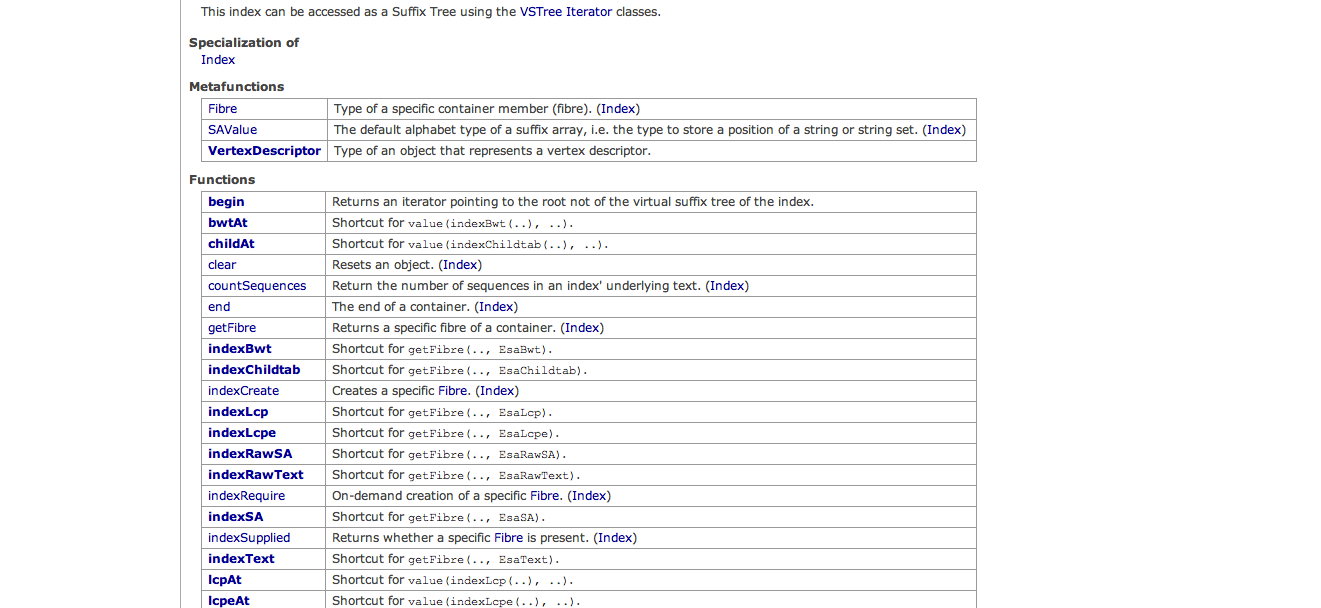 This index can be accessed as a Suffix Tree using the VSTree Iterator classes.
Specialization of
Index
Metafunctions
Fibre Type of a specific container member (fibre). (Index)
SAValue The default alphabet type of a suffix array, i.e. the type to store a position of a string or string set. (Index)
VertexDescriptor Type of an object that represents a vertex descriptor.
Functions
begin Returns an iterator pointing to the root not of the virtual suffix tree of the index.
bwtAt Shortcut for value(indexBwt(..), ..).
childAt Shortcut for value(indexChildtab(..), ..).
clear Resets an object. (Index)
countSequences Return the number of sequences in an index' underlying text. (Index)
end The end of a container. (Index)
getFibre Returns a specific fibre of a container. (Index)
indexBwt Shortcut for getFibre(.., EsaBwt).
indexChildtab Shortcut for getFibre(.., EsaChildtab).
indexCreate Creates a specific Fibre. (Index)
indexLcp Shortcut for getFibre(.., EsaLcp).
indexLcpe Shortcut for getFibre(.., EsaLcpe).
indexRawSA Shortcut for getFibre(.., EsaRawSA).
indexRawText Shortcut for getFibre(.., EsaRawText).
indexRequire On-demand creation of a specific Fibre. (Index)
indexSA Shortcut for getFibre(.., EsaSA).
indexSupplied Returns whether a specific Fibre is present. (Index)
indexText Shortcut for getFibre(.., EsaText).
lcpAt Shortcut for value(indexLcp(..), ..).
lcpeAt Shortcut for value(indexLcpe(..), ..).